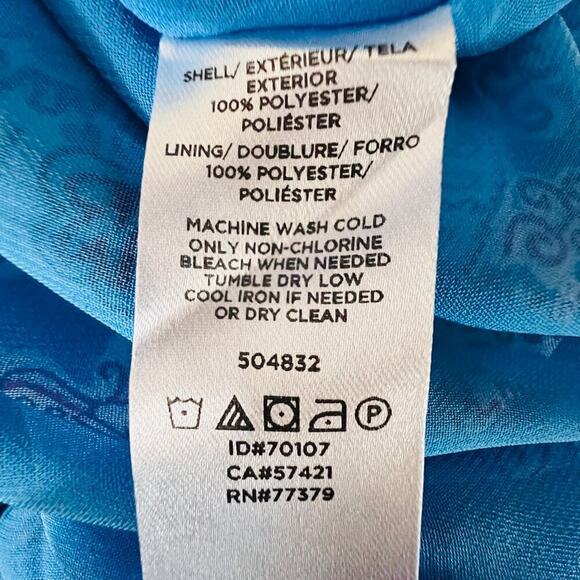 SHELL/ EXTÉRIEUR/ TELA
EXTERIOR
100% POLYESTER/
POLIÉSTER
LINING/ DOUBLURE/ FORRO
100% POLYESTER/
POLIÉSTER
MACHINE WASH COLD
ONLY NON-CHLORINE
BLEACH WHEN NEEDED
TUMBLE DRY LOW
COOL IRON IF NEEDED
OR DRY CLEAN
504832
P
ID#70107
CA#57421
RN#77379